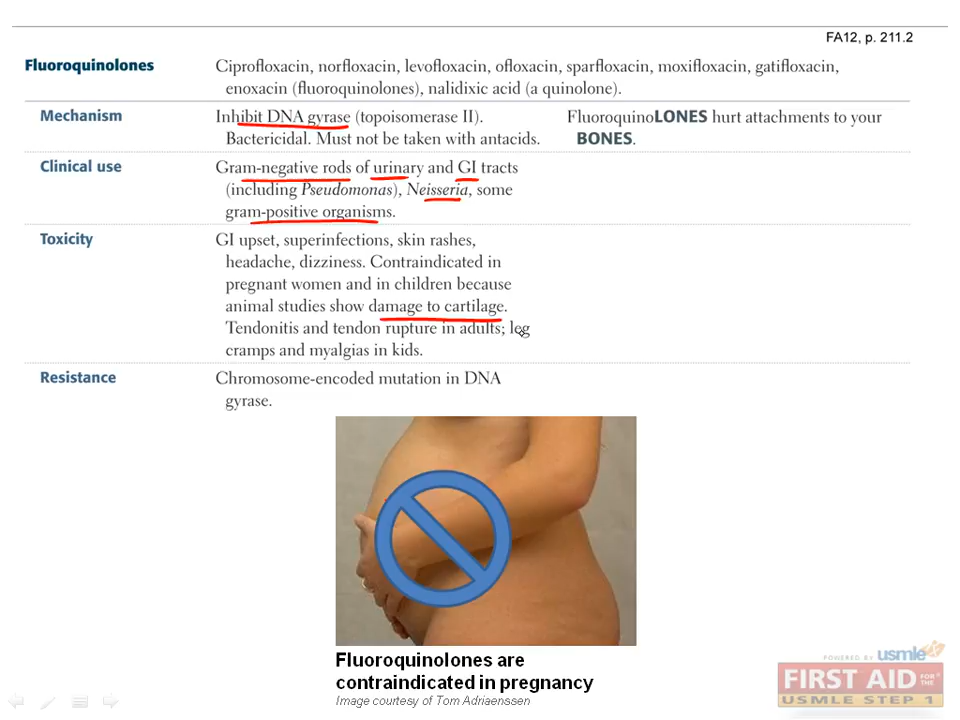 FA12, p. 211.2
Fluoroquinolones
Ciprofloxacin, norfloxacin, levofloxacin, ofloxacin, sparfloxacin, moxifloxacin, gatifloxacin,
enoxacin (fluoroquinolones), nalidixic acid (a quinolone).
Mechanism
Inhibit DNA gyrase (topoisomerase II).
Bactericidal. Must not be taken with antacids.
FluoroquinoLONES hurt attachments to your
BONES.
Clinical use
Gram-negative rods of urinary and GI tracts
(including Pseudomonas), Neisseria, some
gram-positive organisms.
Toxicity
GI upset, superinfections, skin rashes,
headache, dizziness. Contraindicated in
pregnant women and in children because
animal studies show damage to cartilage.
Tendonitis and tendon rupture in adults; leg
cramps and myalgias in kids.
Resistance
Chromosome-encoded mutation in DNA
gyrase.
Fluoroquinolones are
contraindicated in pregnancy
Image courtesy of Tom Adriaenssen
POWERED BY usmle
FIRST AID FOR THE®
USMLE STEP 1